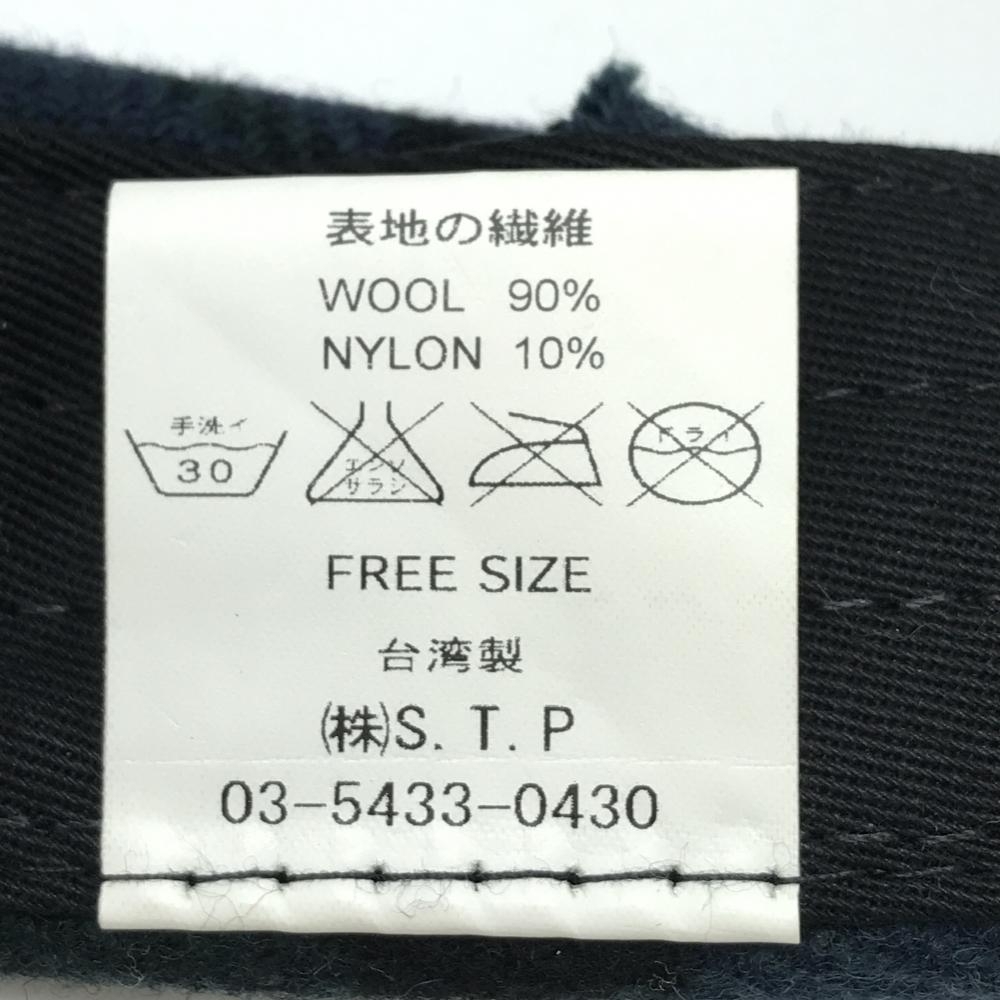 表地の繊維
WOOL 90%
NYLON 10%
手洗イ
30
エンソ
サラシ
ドライ
FREE SIZE
台湾製
㈱S. T. P
03-5433-0430